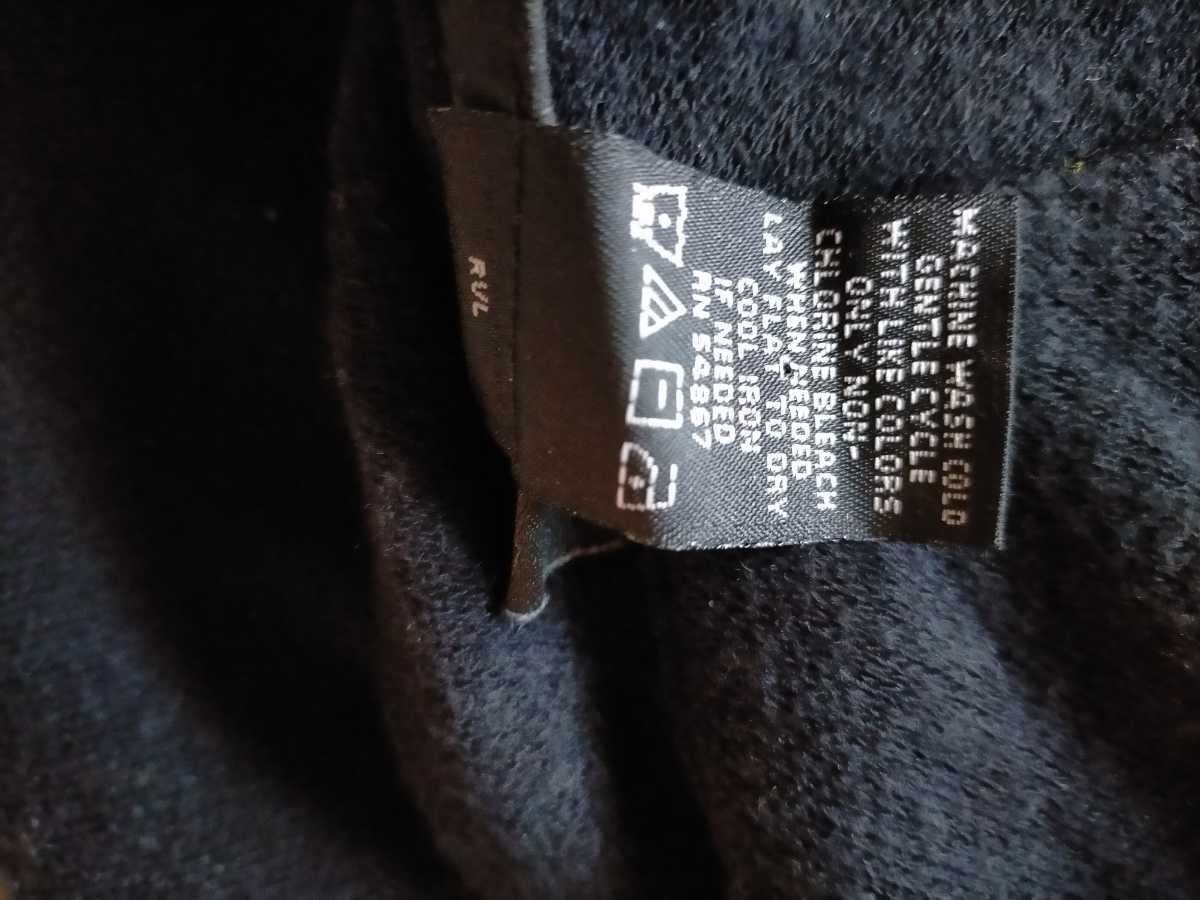 MACHINE WASH COLD
GENTLE CYCLE
WITH LIKE COLORS
ONLY NON-
CHLORINE BLEACH
WHEN NEEDED
LAY FLAT TO DRY
COOL IRON
IF NEEDED
RN 54867
RVL